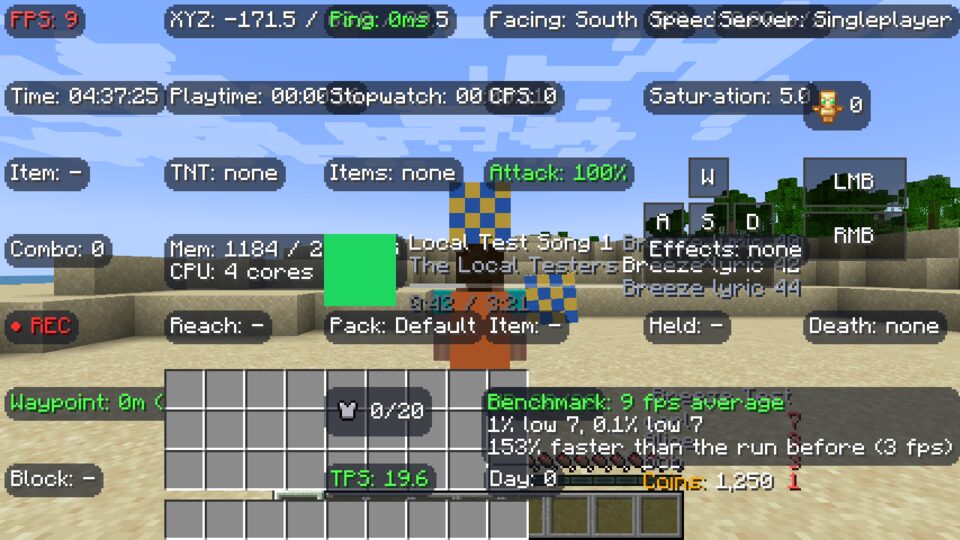 FPS: 9
XYZ: -171.5 /
Ping: 0ms
5
Facing: South
Speed
Server: Singleplayer
Time: 04:37:25
Playtime: 00:00
Stopwatch: 00
CPS: 0
Saturation: 5.0
0
Item: -
TNT: none
Items: none
Attack: 100%
W
LMB
A
S
D
RMB
Combo: 0
Mem: 1184 / 2
CPU: 4 cores
Local Test Song 1
The Local Testers
0:42 / 3:21
Effects: none
Breeze lyric 42
Breeze lyric 44
REC
Reach: -
Pack: Default
Item: -
Held: -
Death: none
Waypoint: 0m (
0/20
Benchmark: 9 fps average
1% low 7, 0.1% low 7
153% faster than the run before (3 fps)
Block: -
TPS: 19.6
Day: 0
Coins: 1,250
1